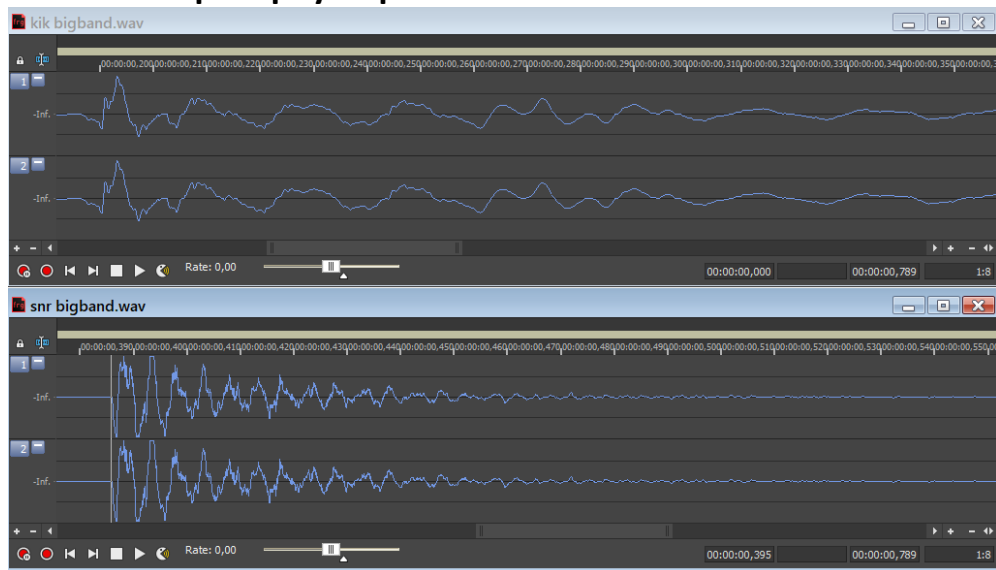 kik bigband.wav
00:00:00,200 00:00:00,210 00:00:00,220 00:00:00,230 00:00:00,240 00:00:00,250 00:00:00,260 00:00:00,270 00:00:00,280 00:00:00,290 00:00:00,300 00:00:00,310 00:00:00,320 00:00:00,330 00:00:00,340 00:00:00,350
1
-Inf.
2
-Inf.
Rate: 0,00
00:00:00,000 00:00:00,789 1:8
snr bigband.wav
00:00:00,390 00:00:00,400 00:00:00,410 00:00:00,420 00:00:00,430 00:00:00,440 00:00:00,450 00:00:00,460 00:00:00,470 00:00:00,480 00:00:00,490 00:00:00,500 00:00:00,510 00:00:00,520 00:00:00,530 00:00:00,540 00:00:00,550
1
-Inf.
2
-Inf.
Rate: 0,00
00:00:00,395 00:00:00,789 1:8